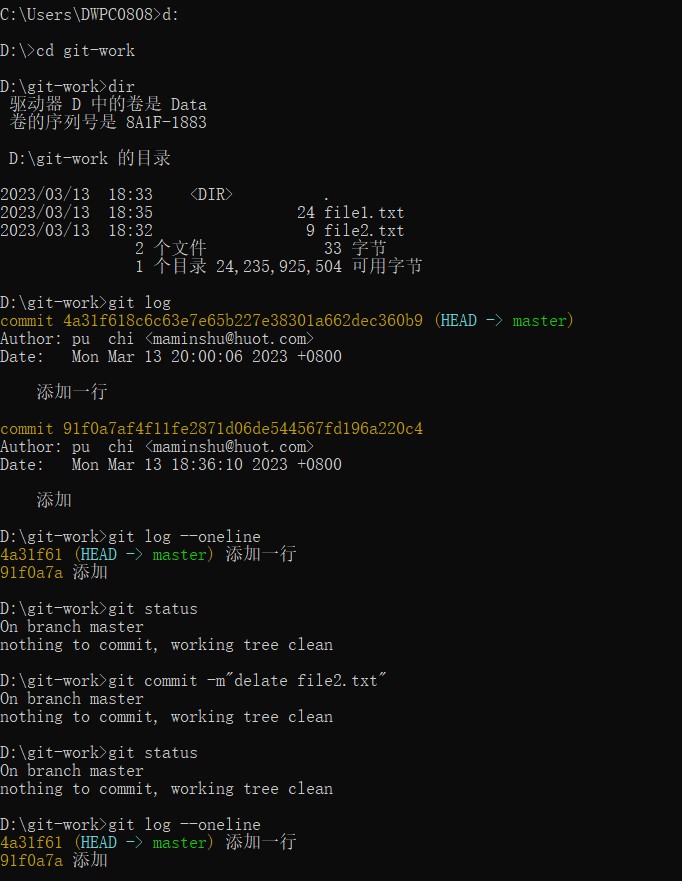 C:\Users\DWPC0808>d:
D:\>cd git-work
D:\git-work>dir
驱动器 D 中的卷是 Data
卷的序列号是 8A1F-1883
D:\git-work 的目录
2023/03/13  18:33    <DIR>          .
2023/03/13  18:35                24 file1.txt
2023/03/13  18:32                 9 file2.txt
2 个文件             33 字节
1 个目录 24,235,925,504 可用字节
D:\git-work>git log
commit 4a31f618c6c63e7e65b227e38301a662dec360b9 (HEAD -> master)
Author: pu  chi <maminshu@huot.com>
Date:   Mon Mar 13 20:00:06 2023 +0800
添加一行
commit 91f0a7af4f11fe2871d06de544567fd196a220c4
Author: pu  chi <maminshu@huot.com>
Date:   Mon Mar 13 18:36:10 2023 +0800
添加
D:\git-work>git log --oneline
4a31f61 (HEAD -> master) 添加一行
91f0a7a 添加
D:\git-work>git status
On branch master
nothing to commit, working tree clean
D:\git-work>git commit -m"delate file2.txt"
On branch master
nothing to commit, working tree clean
D:\git-work>git status
On branch master
nothing to commit, working tree clean
D:\git-work>git log --oneline
4a31f61 (HEAD -> master) 添加一行
91f0a7a 添加